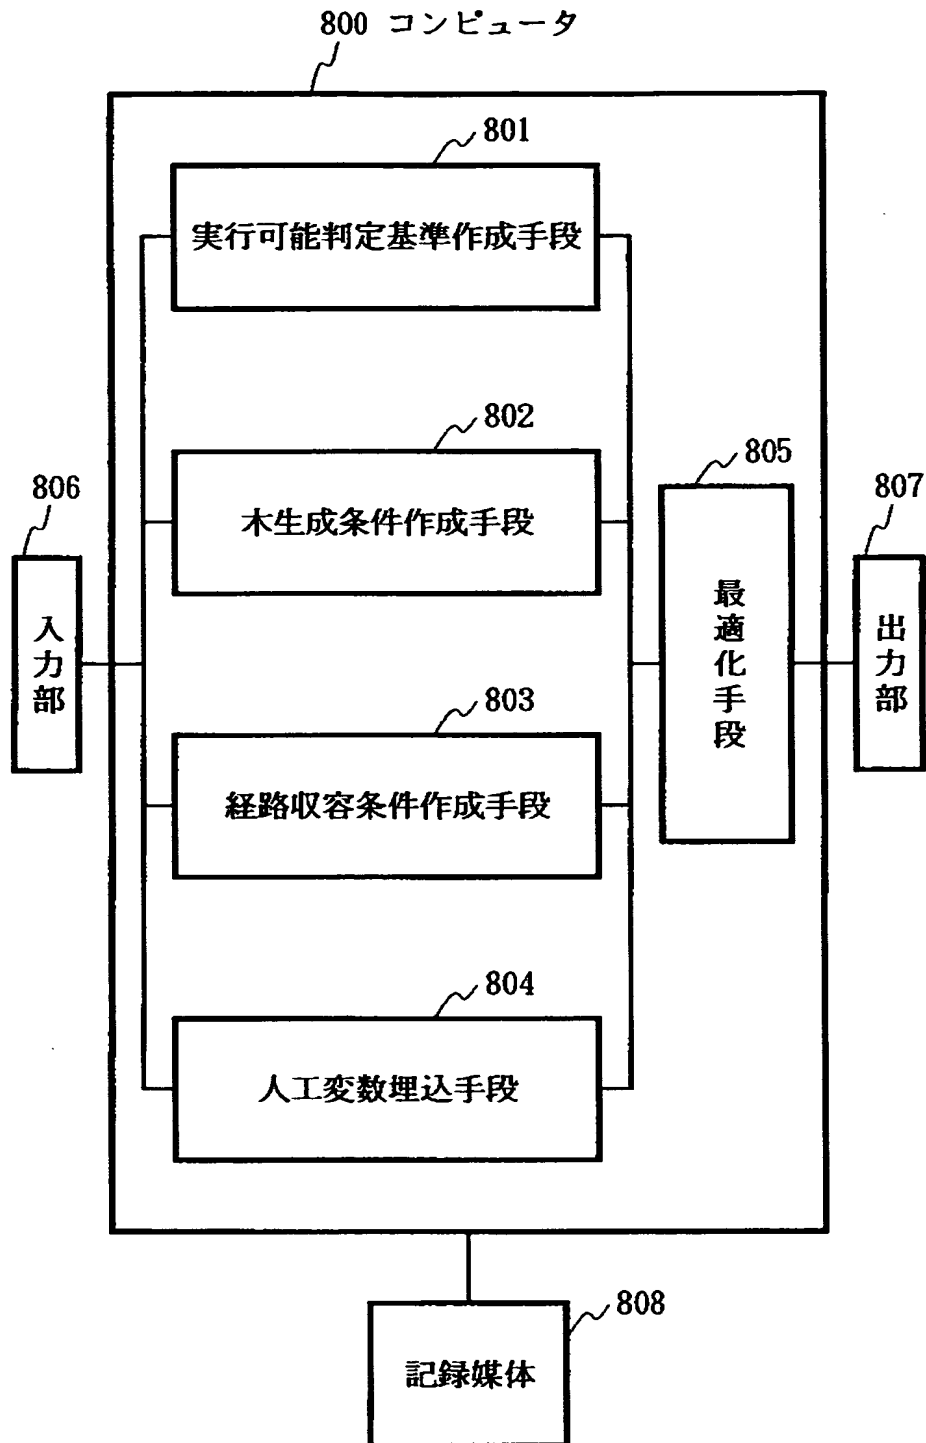 800 コンピュータ
801
実行可能判定基準作成手段
802
木生成条件作成手段
805
最適化手段
806
入力部
807
出力部
803
経路収容条件作成手段
804
人工変数埋込手段
808
記録媒体